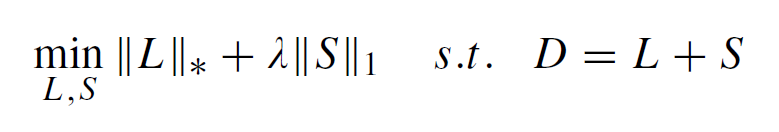 min ‖L‖∗ + λ‖S‖1 s.t. D = L + S
L,S